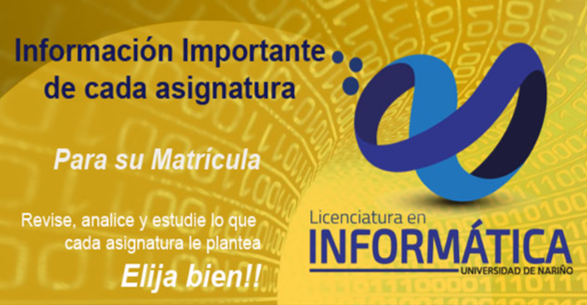 Información Importante
de cada asignatura
Para su Matrícula
Revise, analice y estudie lo que
cada asignatura le plantea
Elija bien!!
Licenciatura en
INFORMÁTICA
UNIVERSIDAD DE NARIÑO